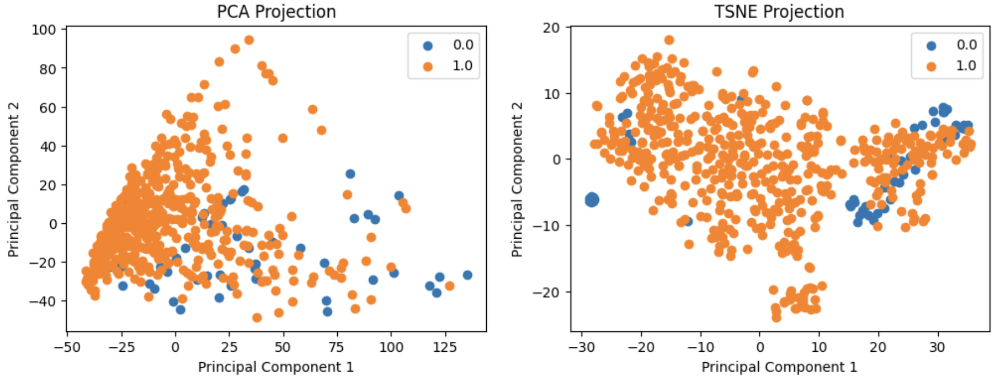 PCA Projection
100
80
60
40
20
0
−20
−40
Principal Component 2
−50 −25 0 25 50 75 100 125
Principal Component 1
0.0
1.0
TSNE Projection
20
10
0
−10
−20
Principal Component 2
−30 −20 −10 0 10 20 30
Principal Component 1
0.0
1.0